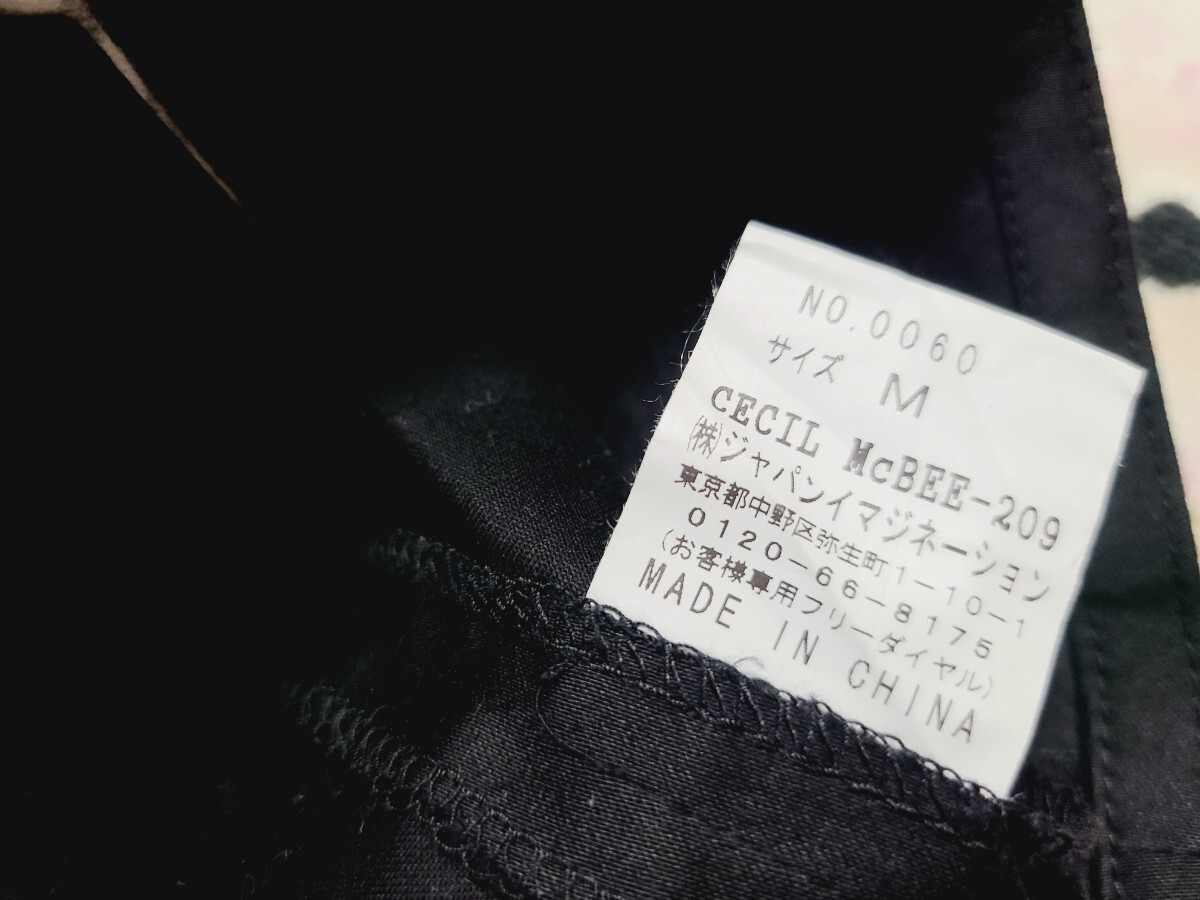 NO.0060
サイズ M
CECIL McBEE-209
㈱ジャパンイマジネーション
東京都中野区弥生町1-10-1
0120-66-8175
(お客様専用フリーダイヤル)
MADE IN CHINA